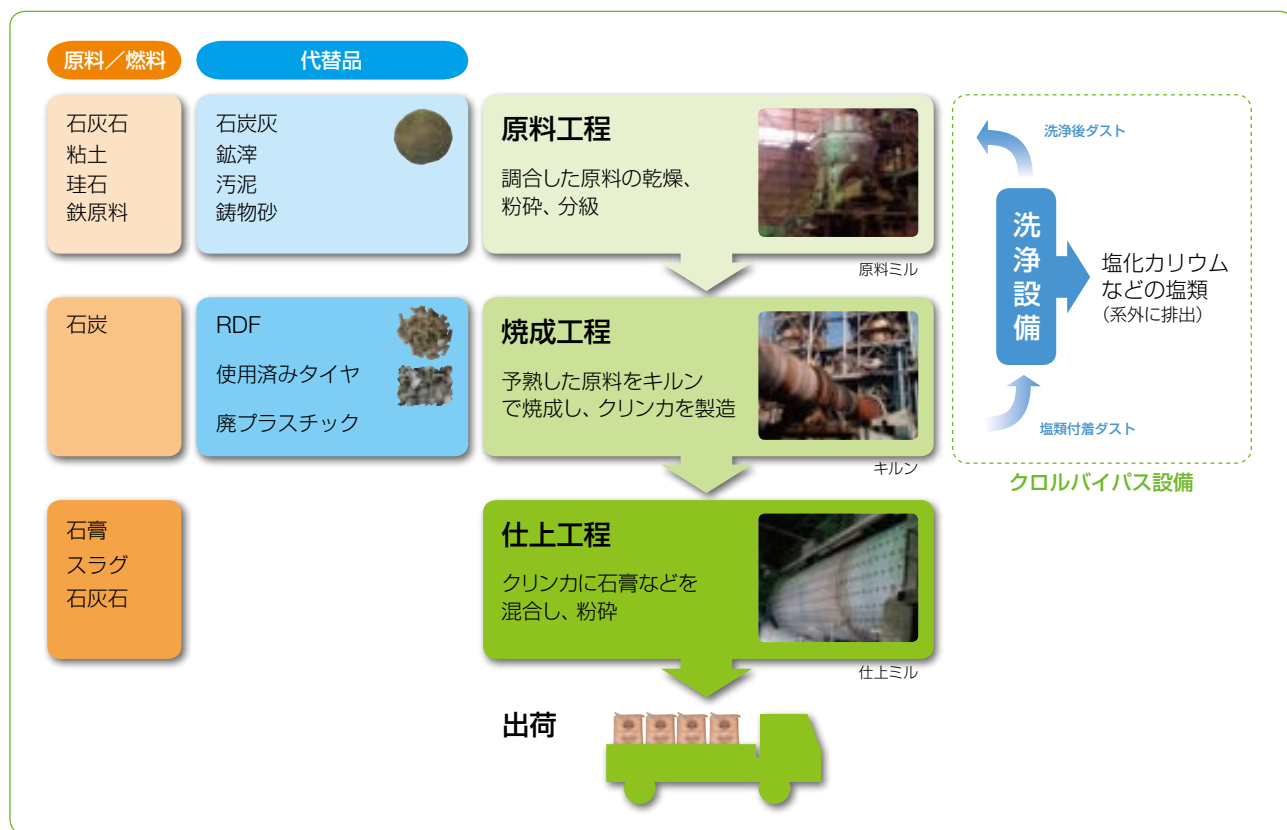 原料／燃料
代替品
石灰石
粘土
珪石
鉄原料
石炭灰
鉱滓
汚泥
鋳物砂
原料工程
調合した原料の乾燥、
粉砕、分級
原料ミル
石炭
RDF
使用済みタイヤ
廃プラスチック
焼成工程
予熱した原料をキルン
で焼成し、クリンカを製造
キルン
石膏
スラグ
石灰石
仕上工程
クリンカに石膏などを
混合し、粉砕
仕上ミル
出荷
洗浄後ダスト
洗浄設備
塩化カリウム
などの塩類
（系外に排出）
塩類付着ダスト
クロルバイパス設備